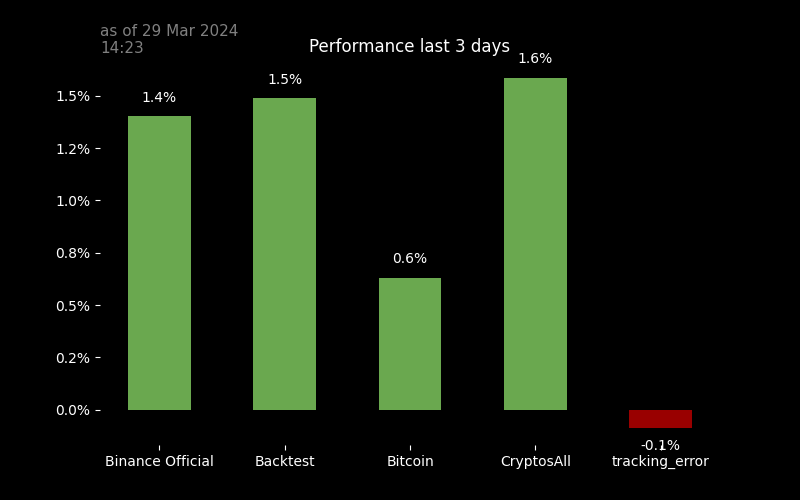 as of 29 Mar 2024
14:23
Performance last 3 days
1.6%
1.5%
1.4%
1.5%
1.2%
1.0%
0.8%
0.6%
0.5%
0.2%
0.0%
-0.1%
Binance Official
Backtest
Bitcoin
CryptosAll
tracking_error